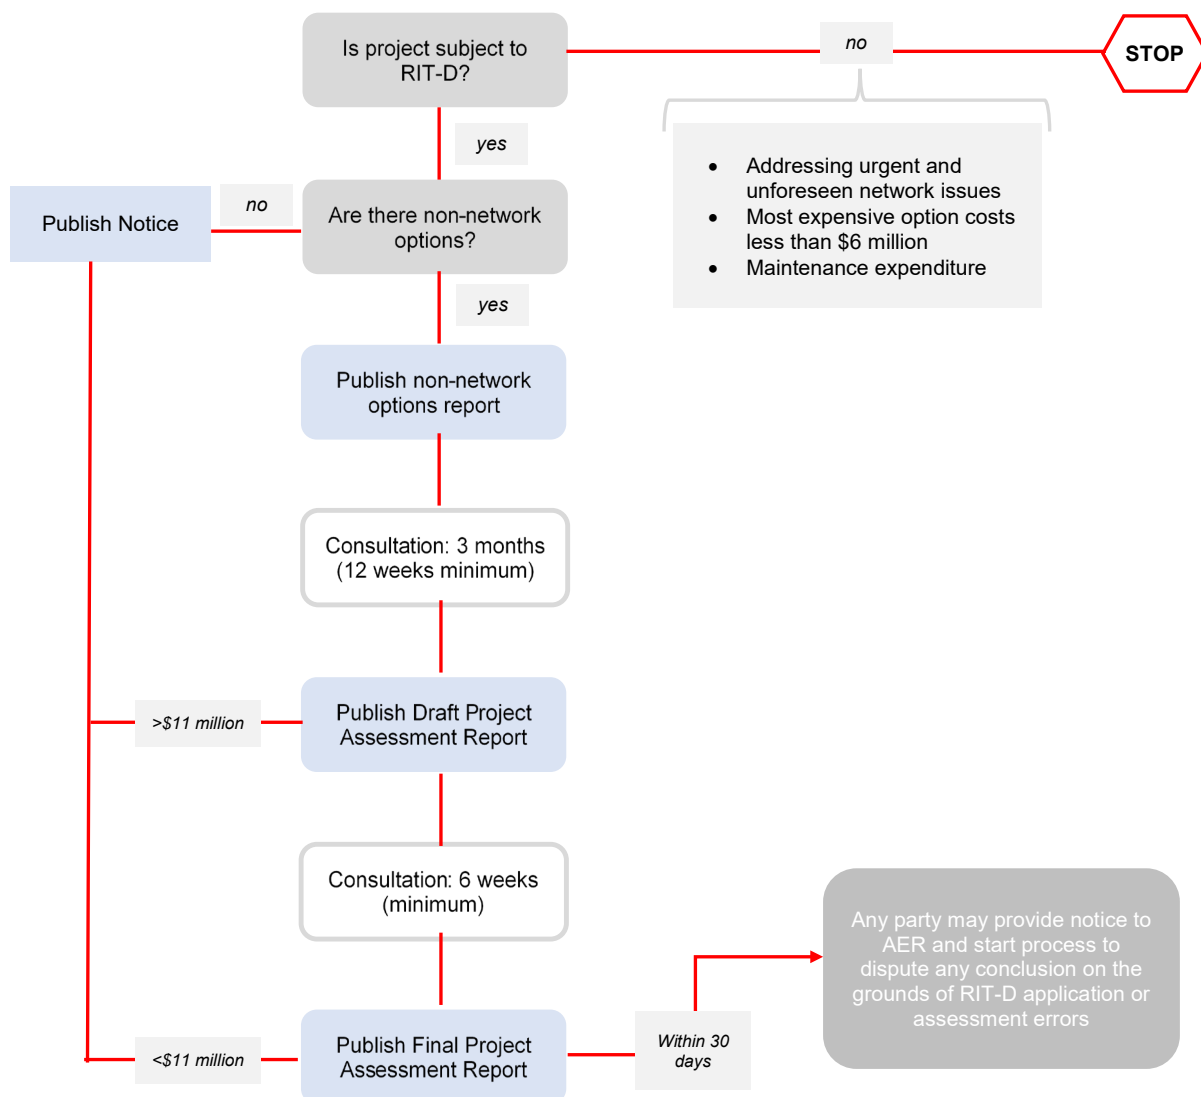 Is project subject to
RIT-D?
no
STOP
yes
• Addressing urgent and
unforeseen network issues
• Most expensive option costs
less than $6 million
• Maintenance expenditure
Publish Notice
no
Are there non-network
options?
yes
Publish non-network
options report
Consultation: 3 months
(12 weeks minimum)
>$11 million
Publish Draft Project
Assessment Report
Consultation: 6 weeks
(minimum)
Any party may provide notice to
AER and start process to
dispute any conclusion on the
grounds of RIT-D application or
assessment errors
<$11 million
Publish Final Project
Assessment Report
Within 30
days